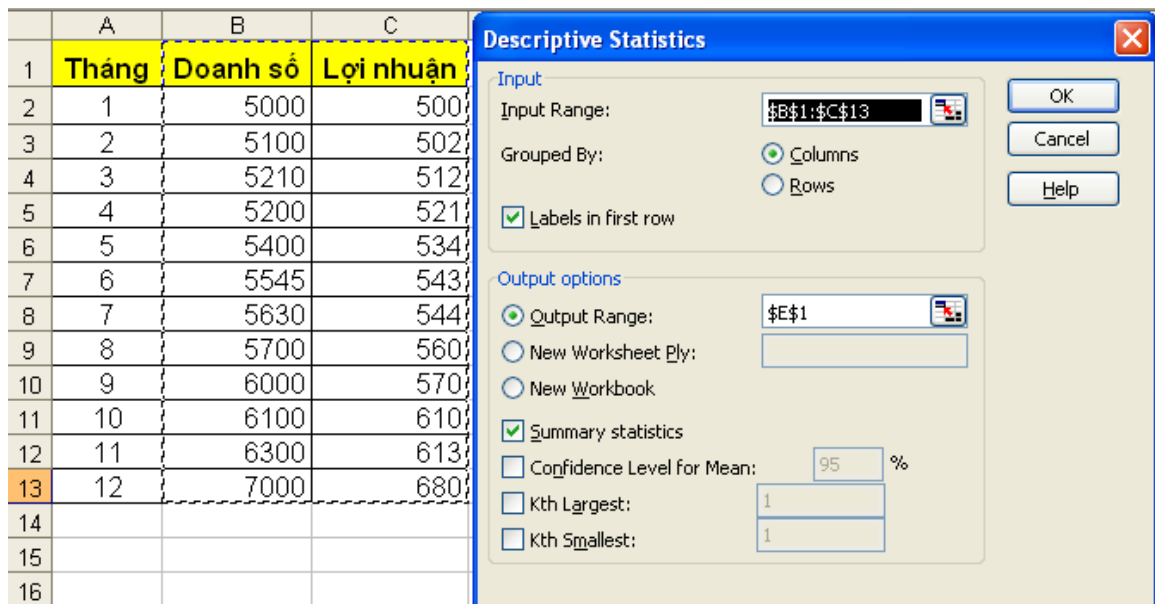 A B C
1 Tháng Doanh số Lợi nhuận
2 1 5000 500
3 2 5100 502
4 3 5210 512
5 4 5200 521
6 5 5400 534
7 6 5545 543
8 7 5630 544
9 8 5700 560
10 9 6000 570
11 10 6100 610
12 11 6300 613
13 12 7000 680
14
15
16
Descriptive Statistics
Input
Input Range: $B$1:$C$13
Grouped By: Columns
Rows
Labels in first row
OK
Cancel
Help
Output options
Output Range: $E$1
New Worksheet Ply:
New Workbook
Summary statistics
Confidence Level for Mean: 95 %
Kth Largest: 1
Kth Smallest: 1